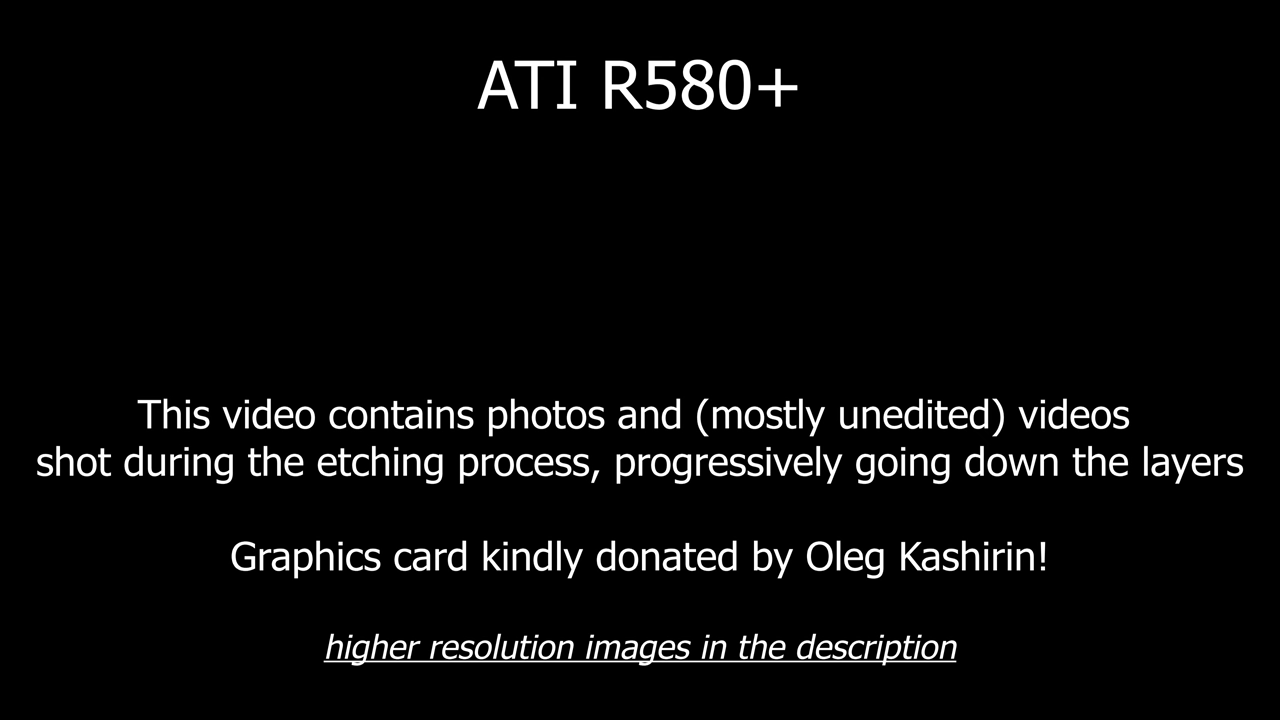 ATI R580+
This video contains photos and (mostly unedited) videos
shot during the etching process, progressively going down the layers
Graphics card kindly donated by Oleg Kashirin!
higher resolution images in the description